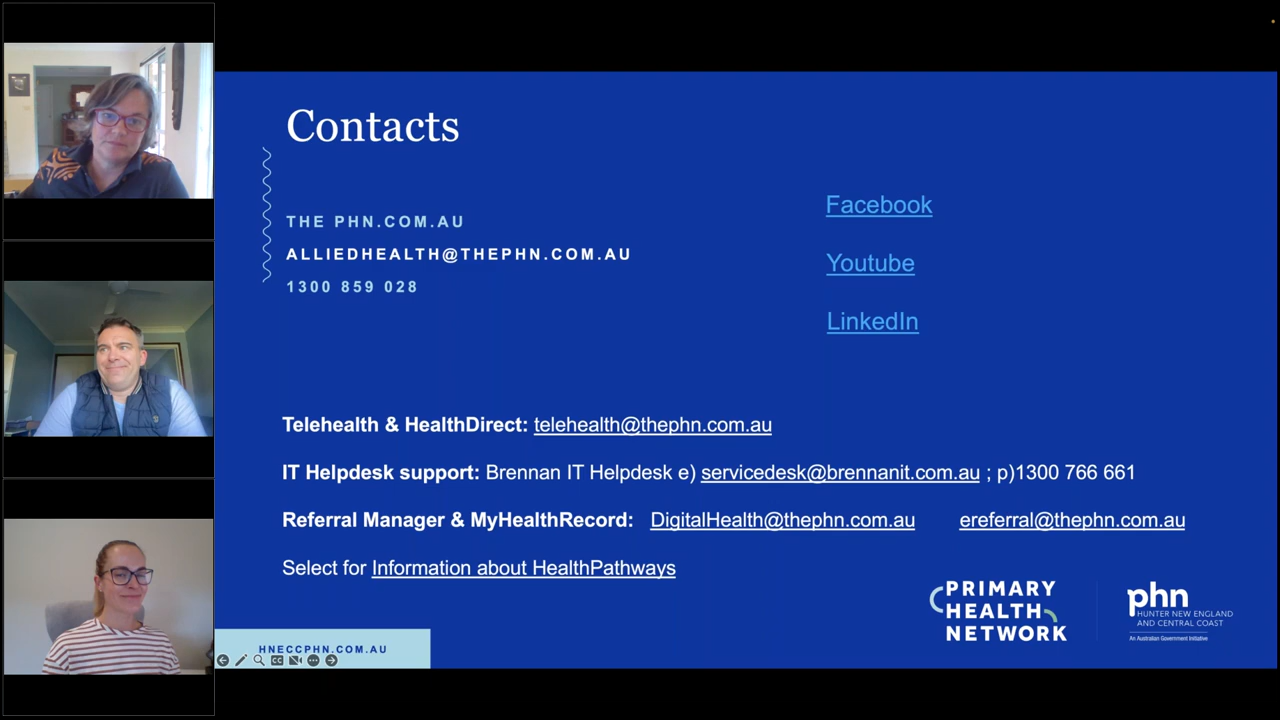 Contacts
THE PHN.COM.AU
ALLIEDHEALTH@THEPHN.COM.AU
1300 859 028
Facebook
Youtube
LinkedIn
Telehealth & HealthDirect: telehealth@thephn.com.au
IT Helpdesk support: Brennan IT Helpdesk e) servicedesk@brennanit.com.au ; p)1300 766 661
Referral Manager & MyHealthRecord: DigitalHealth@thephn.com.au ereferral@thephn.com.au
Select for Information about HealthPathways
PRIMARY
HEALTH
NETWORK
phn
HUNTER NEW ENGLAND
AND CENTRAL COAST
An Australian Government Initiative
HNECCPHN.COM.AU
CC